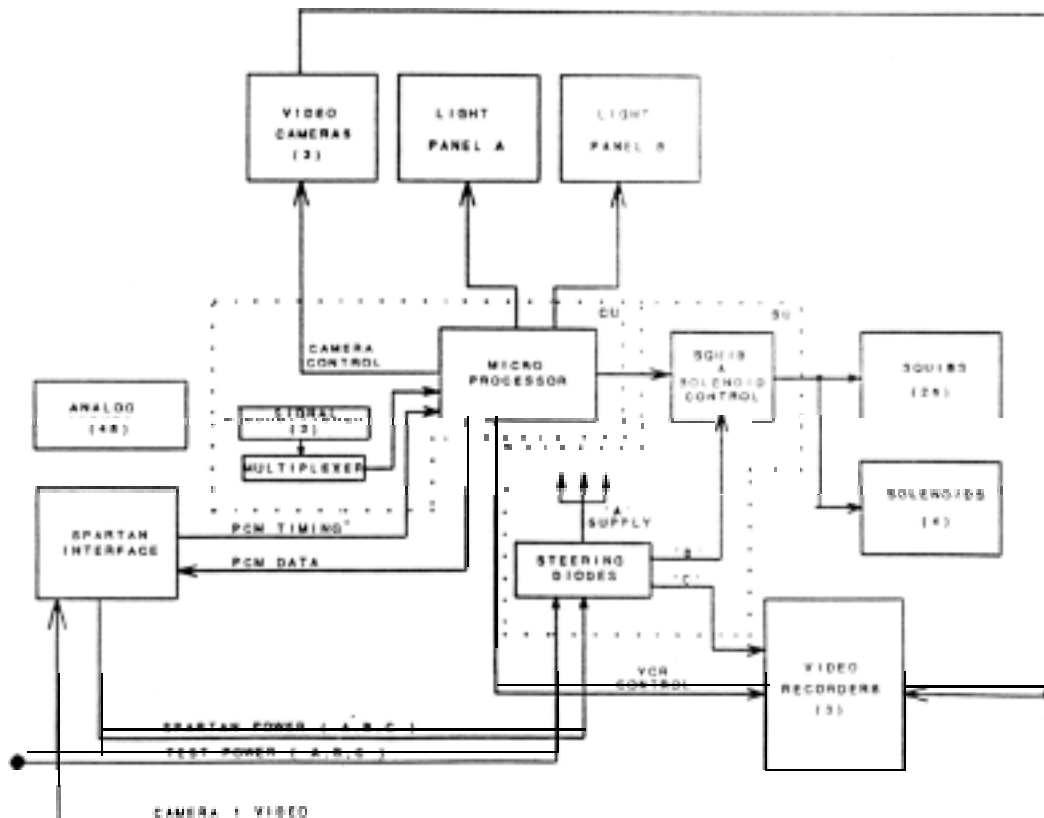 VIDEO
CAMERAS
(3)
LIGHT
PANEL A
LIGHT
PANEL B
CU
SU
CAMERA
CONTROL
MICRO
PROCESSOR
SQUIB
&
SOLENOID
CONTROL
SQUIBS
ANALOG
(48)
SIGNAL
MULTIPLEXER
SOLENOIDS
(4)
'A'
SUPPLY
SPARTAN
INTERFACE
PCM TIMING
PCM DATA
STEERING
DIODES
'B'
'C'
VCR
CONTROL
VIDEO
RECORDERS
(3)
SPARTAN POWER ( A,B,C )
TEST POWER ( A,B,C )
CAMERA 1 VIDEO